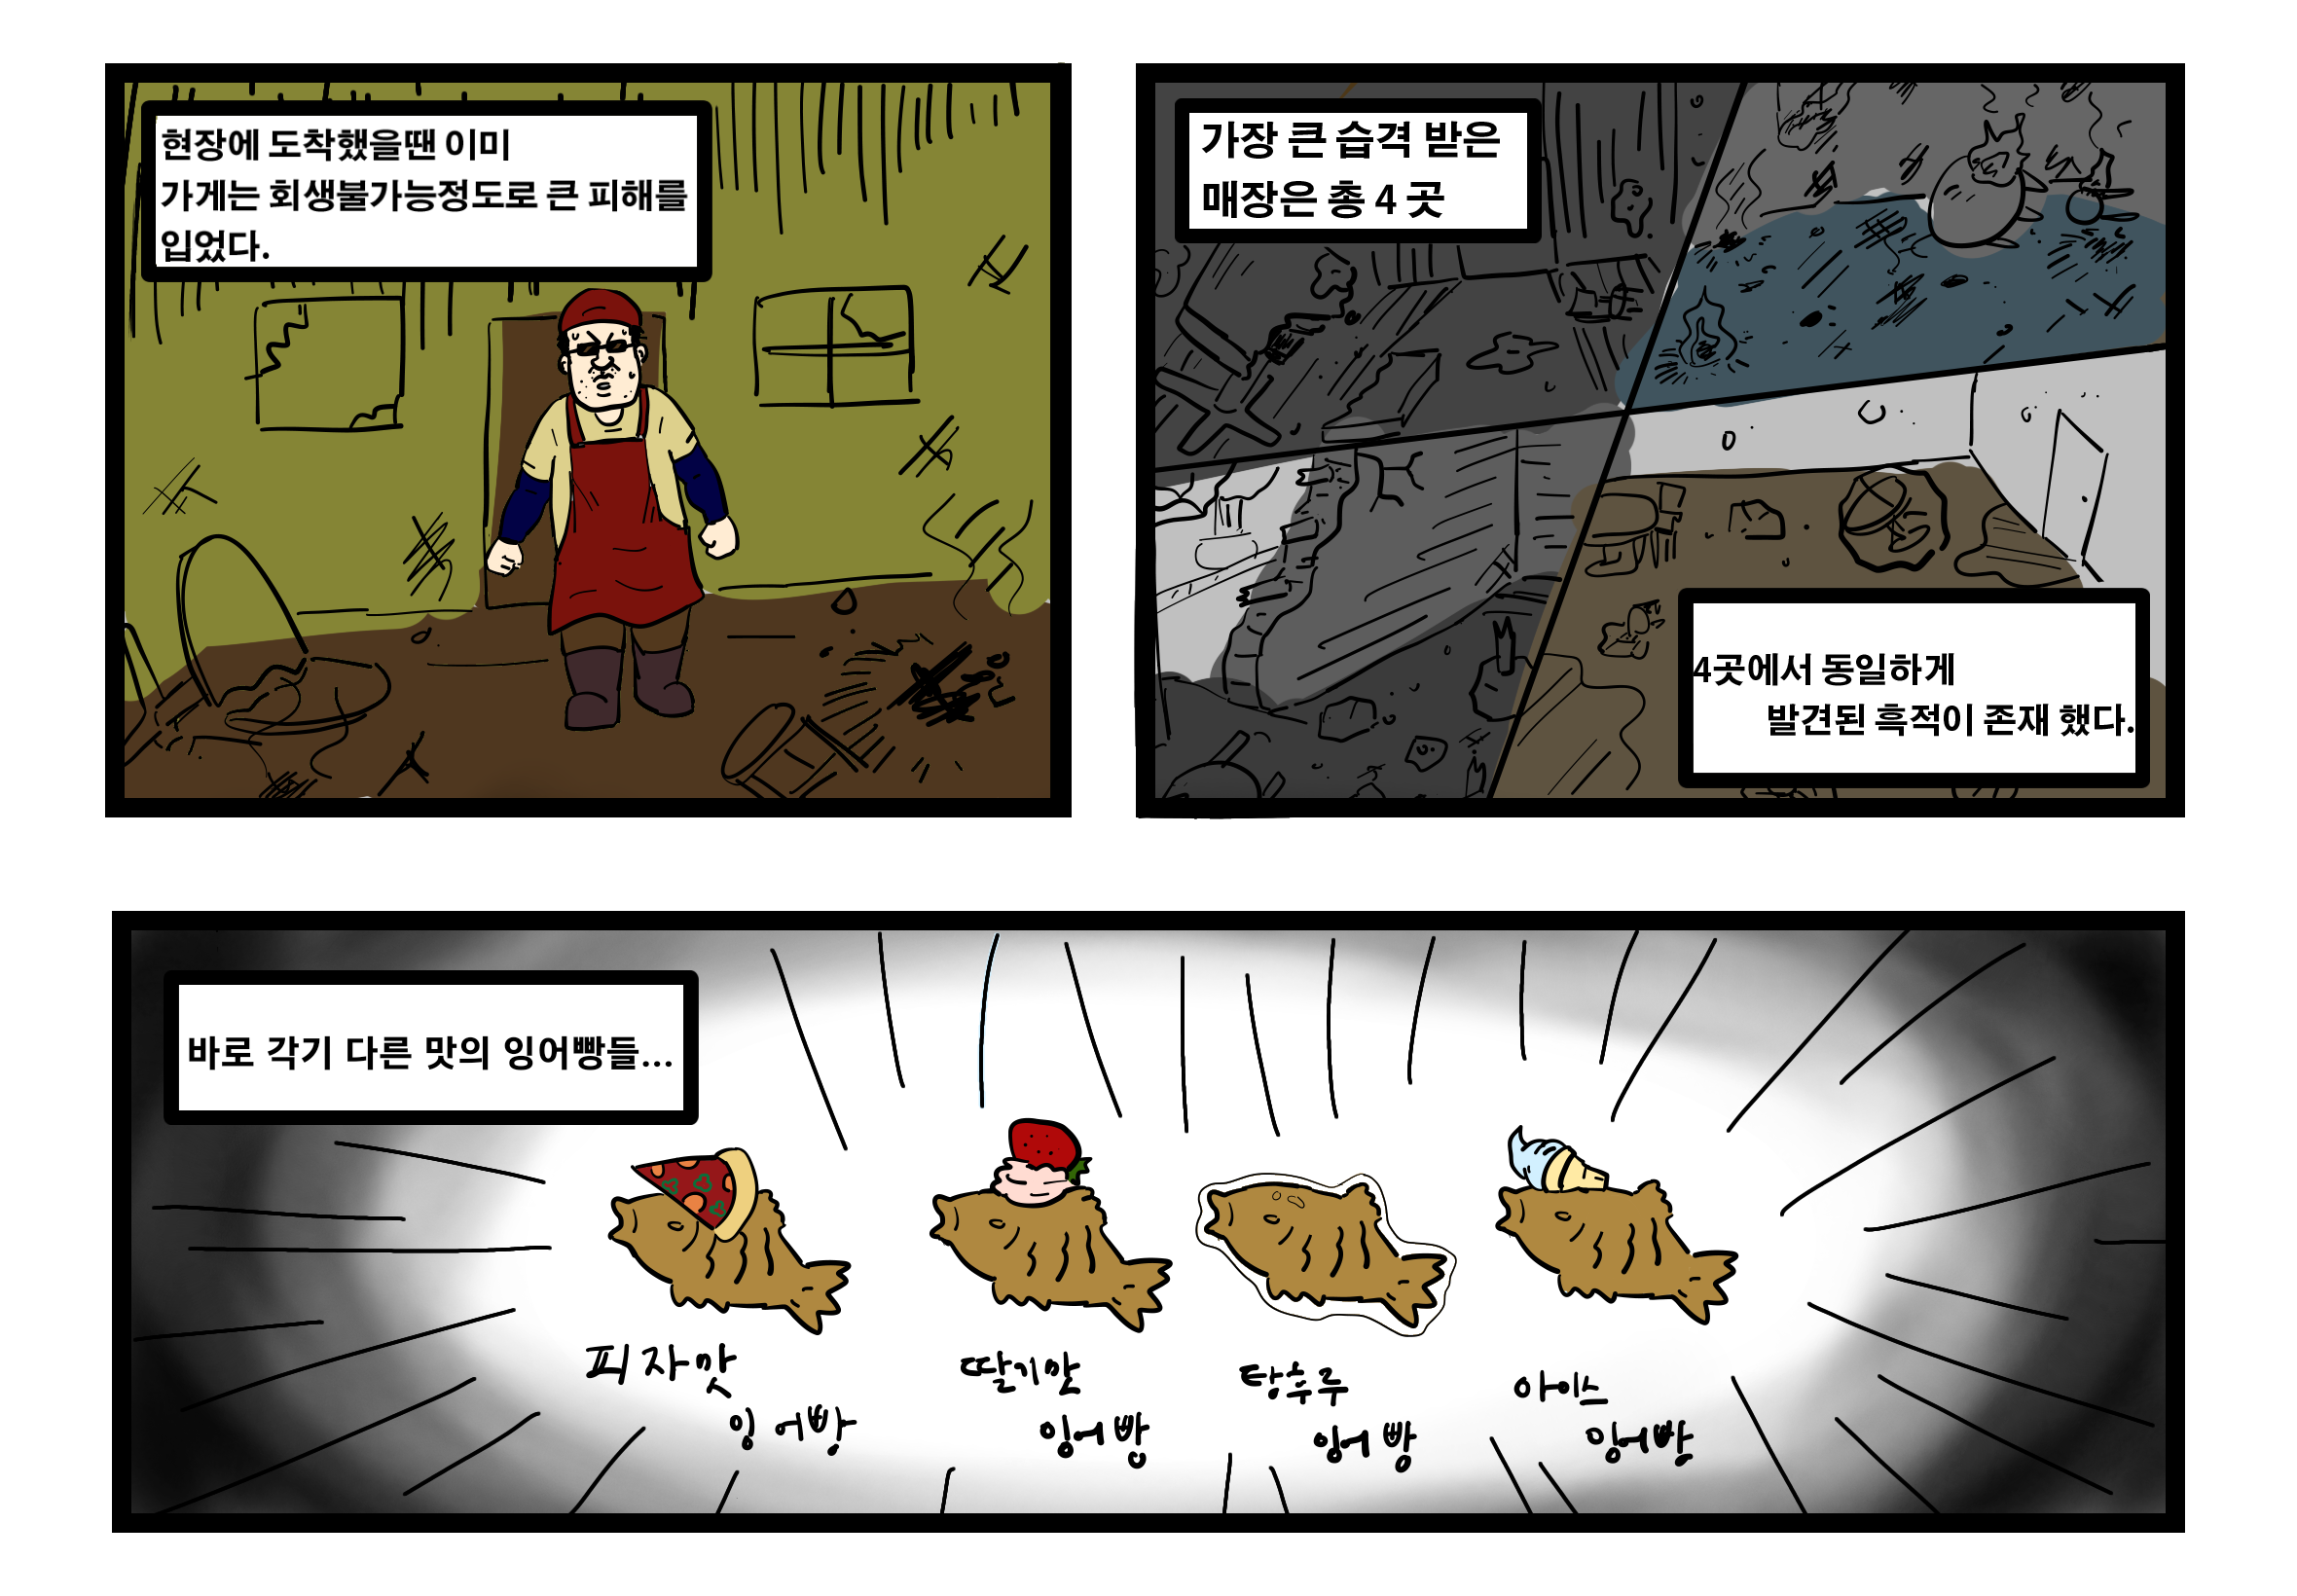 현장에 도착했을땐 이미
가게는 회생불가능정도로 큰 피해를
입었다.
가장 큰 습격 받은
매장은 총 4 곳
4곳에서 동일하게
발견된 흑적이 존재 했다.
바로 각기 다른 맛의 잉어빵들...
피자맛
잉어빵
딸기맛
잉어빵
탕후루
잉어빵
아이스
잉어빵